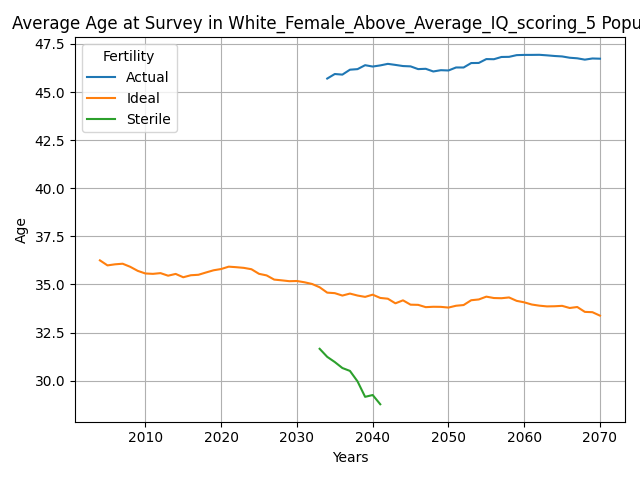 Average Age at Survey in White_Female_Above_Average_IQ_scoring_5 Popu
47.5
45.0
42.5
40.0
37.5
35.0
32.5
30.0
Age
Fertility
Actual
Ideal
Sterile
2010 2020 2030 2040 2050 2060 2070
Years